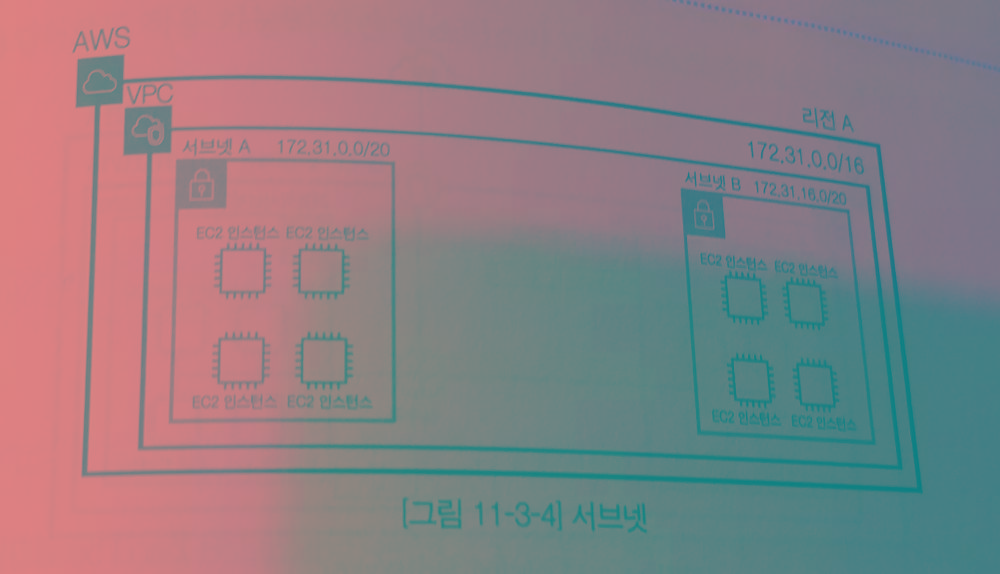 AWS
리전 A
VPC
172.31.0.0/16
서브넷 A 172.31.0.0/20
서브넷 B 172.31.16.0/20
EC2 인스턴스 EC2 인스턴스
EC2 인스턴스 EC2 인스턴스
EC2 인스턴스 EC2 인스턴스
EC2 인스턴스 EC2 인스턴스
[그림 11-3-4] 서브넷